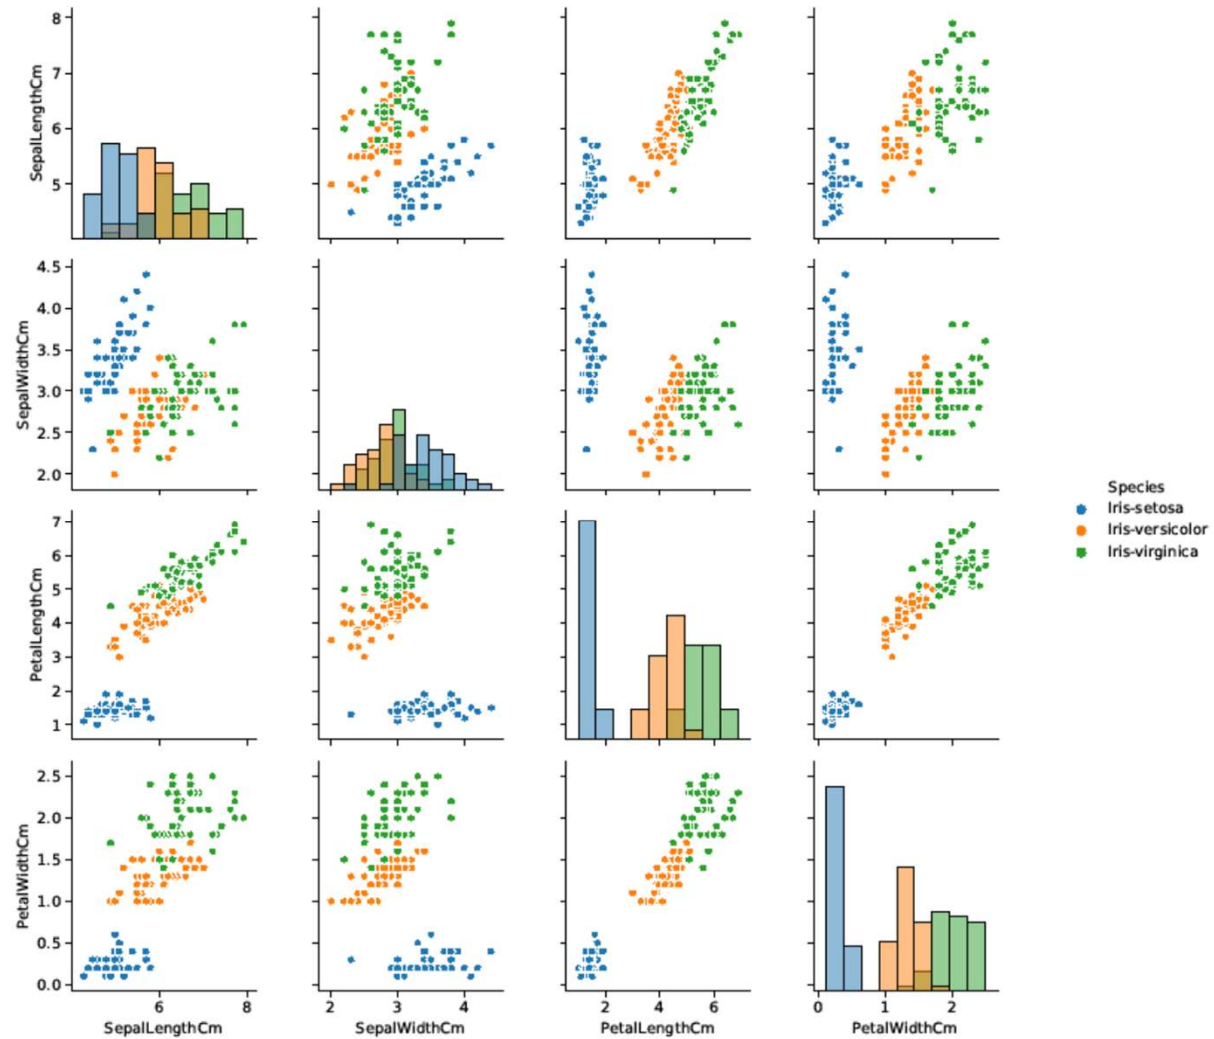 8
7
6
5
SepalLengthCm
4.5
4.0
3.5
3.0
2.5
2.0
SepalWidthCm
Species
Iris-setosa
Iris-versicolor
Iris-virginica
7
6
5
4
3
2
1
PetalLengthCm
2.5
2.0
1.5
1.0
0.5
0.0
PetalWidthCm
6 8
2 3 4
2 4 6
0 1 2
SepalLengthCm SepalWidthCm PetalLengthCm PetalWidthCm